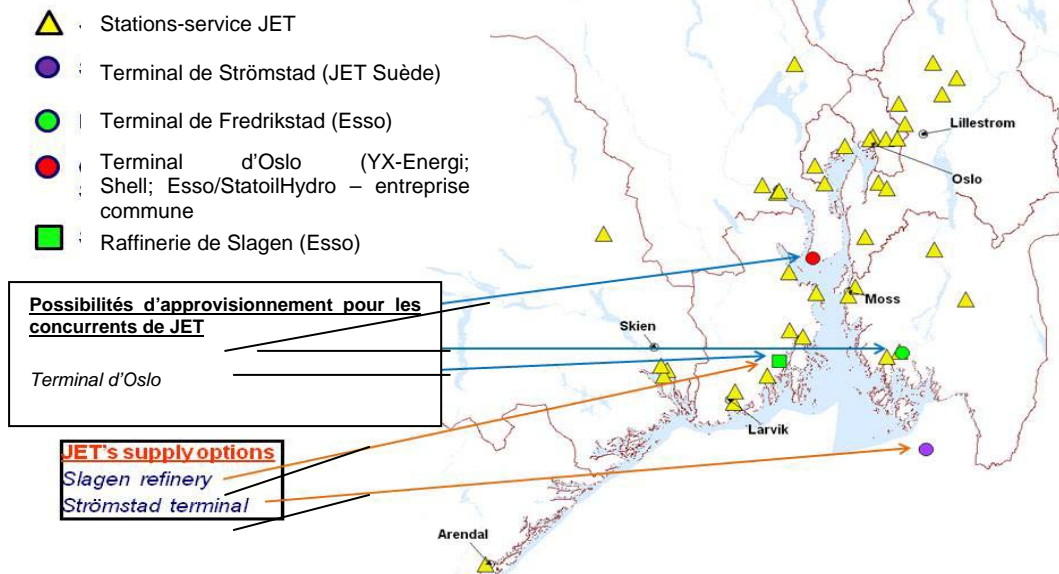 Stations-service JET
Terminal de Strömstad (JET Suède)
Terminal de Fredrikstad (Esso)
Terminal d'Oslo (YX-Energi;
Shell; Esso/StatoilHydro – entreprise
commune
Raffinerie de Slagen (Esso)
Possibilités d'approvisionnement pour les
concurrents de JET
Terminal d'Oslo
JET's supply options
Slagen refinery
Strömstad terminal
Lillestrøm
Oslo
Moss
Skien
Larvik
Arendal